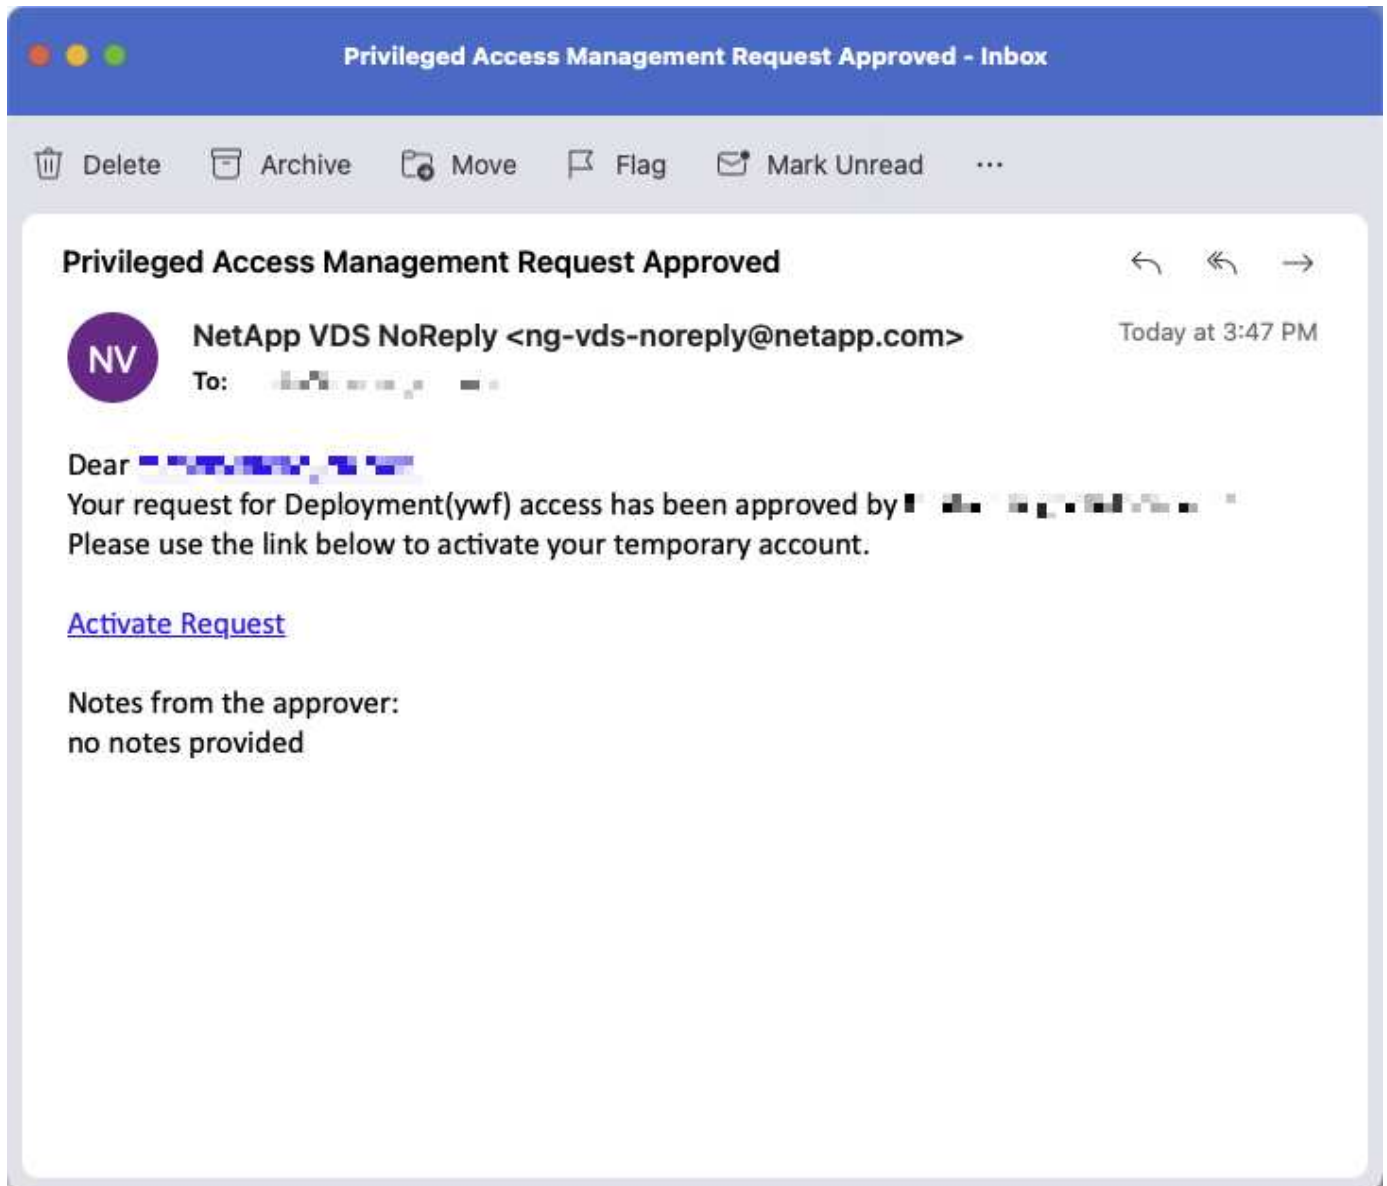 Privileged Access Management Request Approved - Inbox
Delete Archive Move Flag Mark Unread ...
Privileged Access Management Request Approved
NV
NetApp VDS NoReply <ng-vds-noreply@netapp.com>
Today at 3:47 PM
To:
Dear
Your request for Deployment(ywf) access has been approved by
Please use the link below to activate your temporary account.
Activate Request
Notes from the approver:
no notes provided